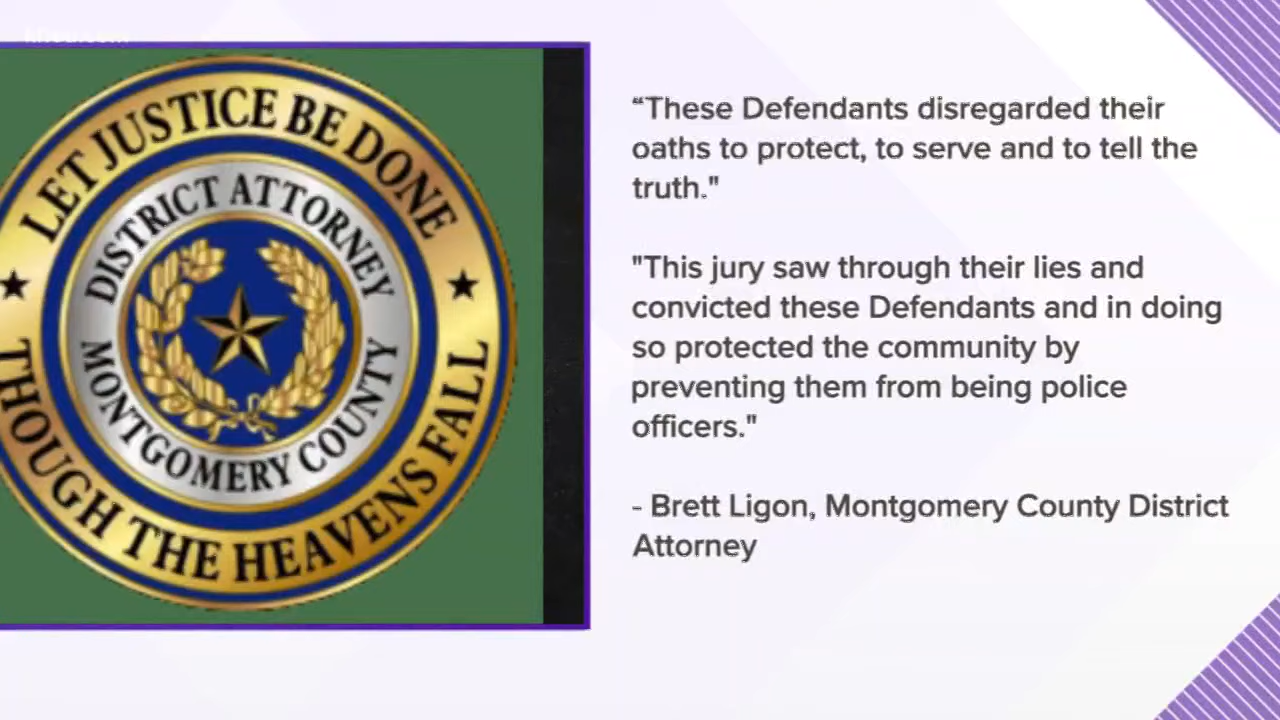 khou.com
LET JUSTICE BE DONE
DISTRICT ATTORNEY
MONTGOMERY COUNTY
THOUGH THE HEAVENS FALL
“These Defendants disregarded their
oaths to protect, to serve and to tell the
truth."
"This jury saw through their lies and
convicted these Defendants and in doing
so protected the community by
preventing them from being police
officers."
- Brett Ligon, Montgomery County District
Attorney